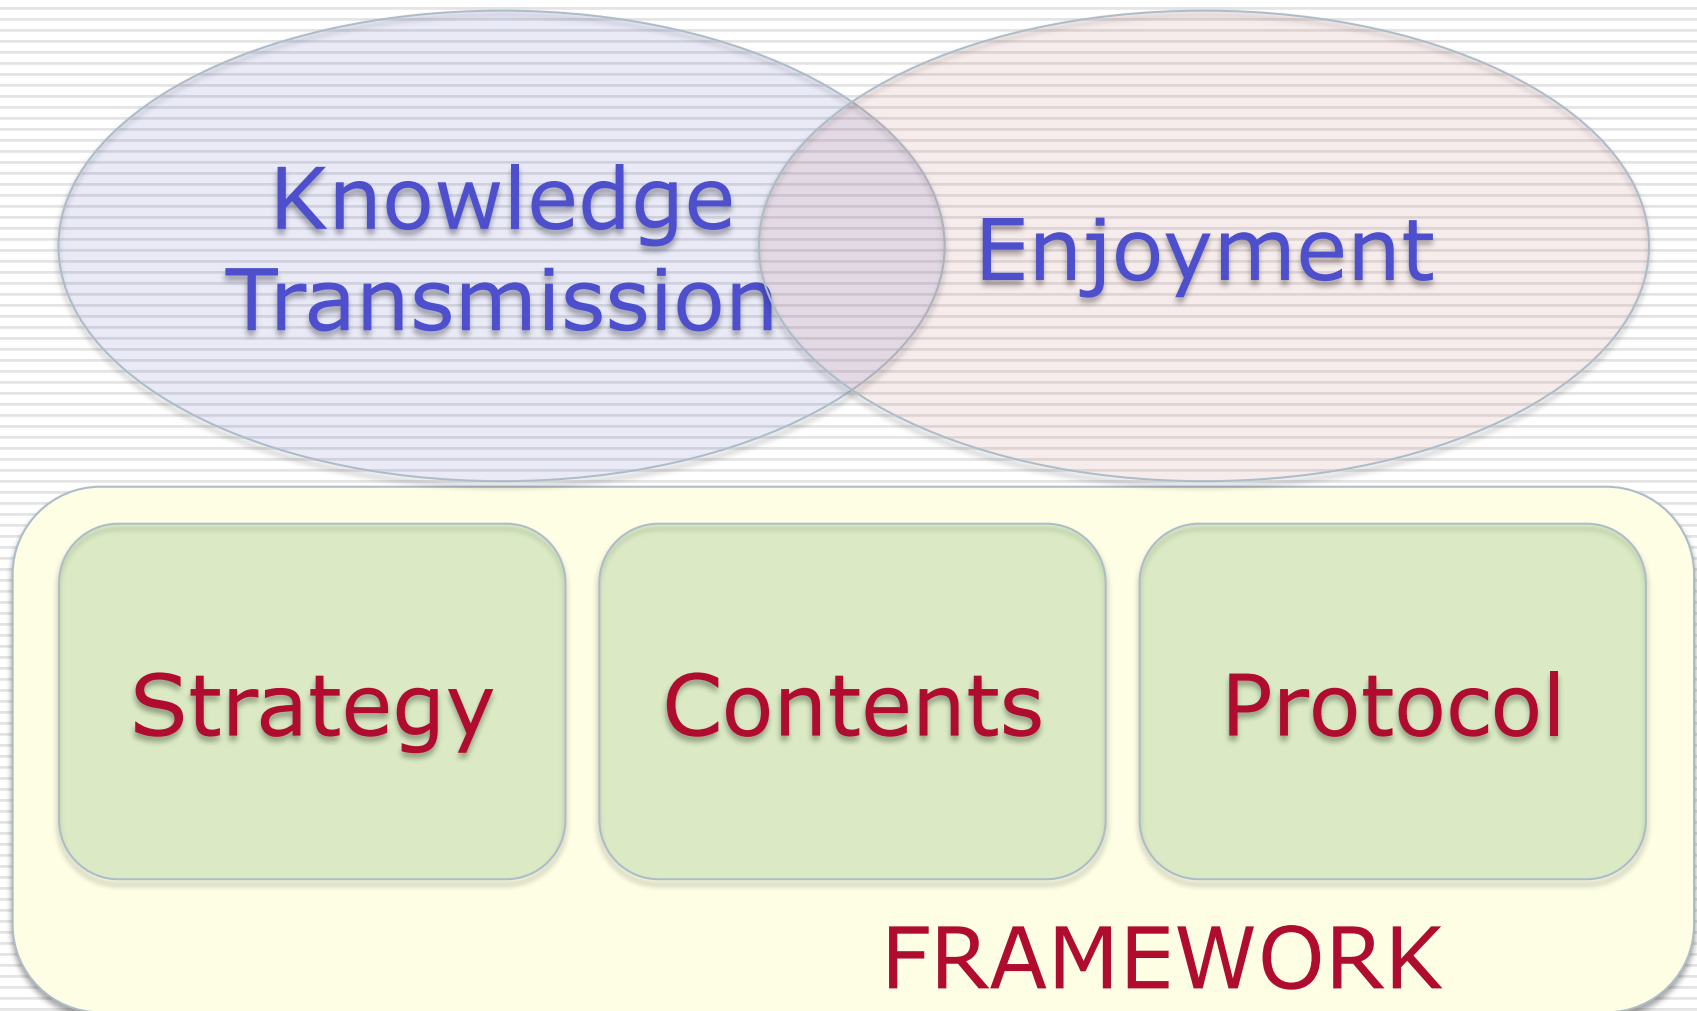 Knowledge
Transmission
Enjoyment
Strategy
Contents
Protocol
FRAMEWORK